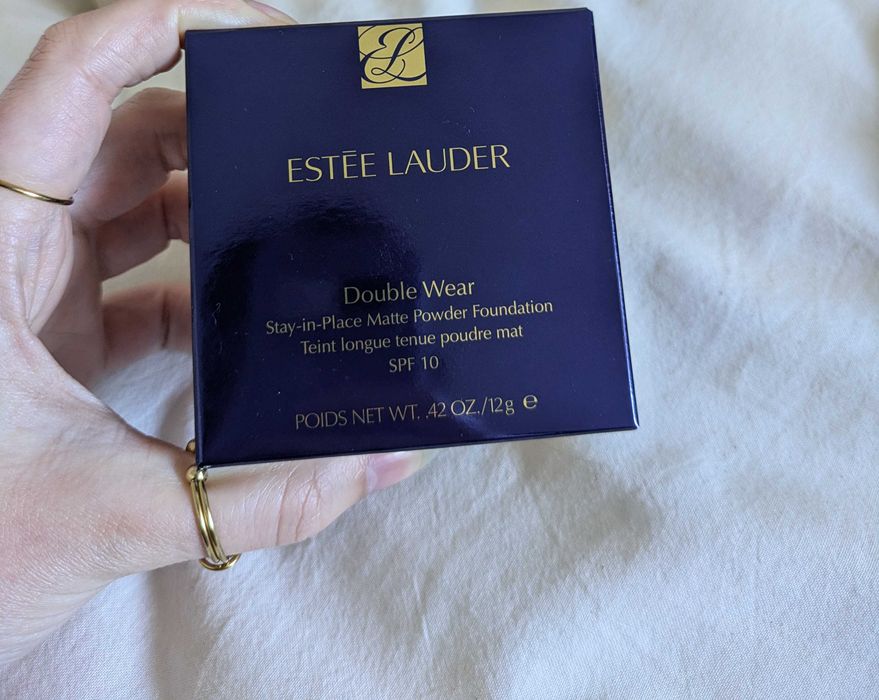 EL
ESTĒE LAUDER
Double Wear
Stay-in-Place Matte Powder Foundation
Teint longue tenue poudre mat
SPF 10
POIDS NET WT. .42 OZ./12g ℮